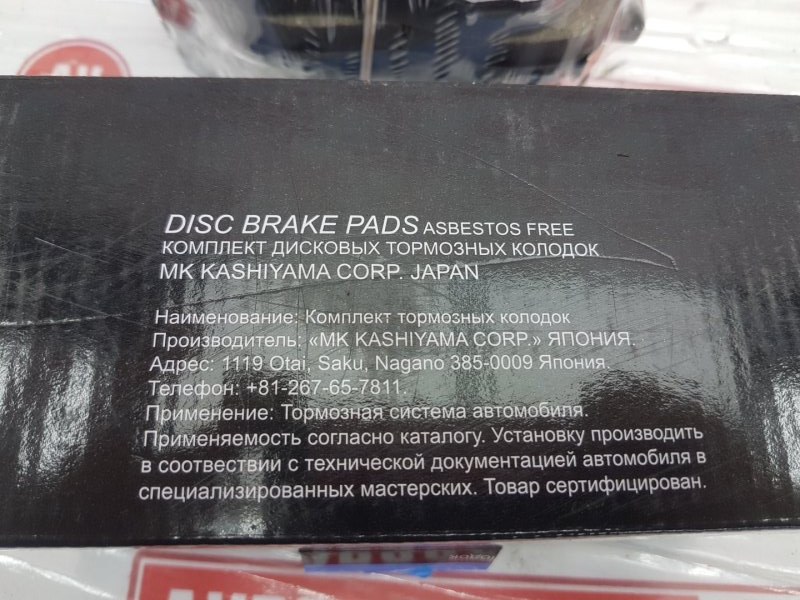 DISC BRAKE PADS ASBESTOS FREE
КОМПЛЕКТ ДИСКОВЫХ ТОРМОЗНЫХ КОЛОДОК
MK KASHIYAMA CORP. JAPAN
Наименование: Комплект тормозных колодок
Производитель: «MK KASHIYAMA CORP.» ЯПОНИЯ.
Адрес: 1119 Otai, Saku, Nagano 385-0009 Япония.
Телефон: +81-267-65-7811.
Применение: Тормозная система автомобиля.
Применяемость согласно каталогу. Установку производить
в соотвествии с технической документацией автомобиля в
специализированных мастерских. Товар сертифицирован.